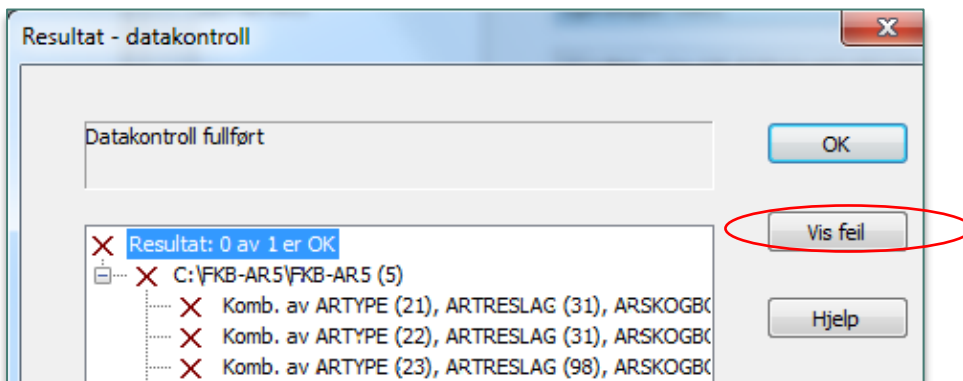 Resultat - datakontroll
Datakontroll fullført
OK
Resultat: 0 av 1 er OK
Vis feil
C:\FKB-AR5\FKB-AR5 (5)
Komb. av ARTYPE (21), ARTRESLAG (31), ARSKOGBO
Hjelp
Komb. av ARTYPE (22), ARTRESLAG (31), ARSKOGBO
Komb. av ARTYPE (23), ARTRESLAG (98), ARSKOGBO